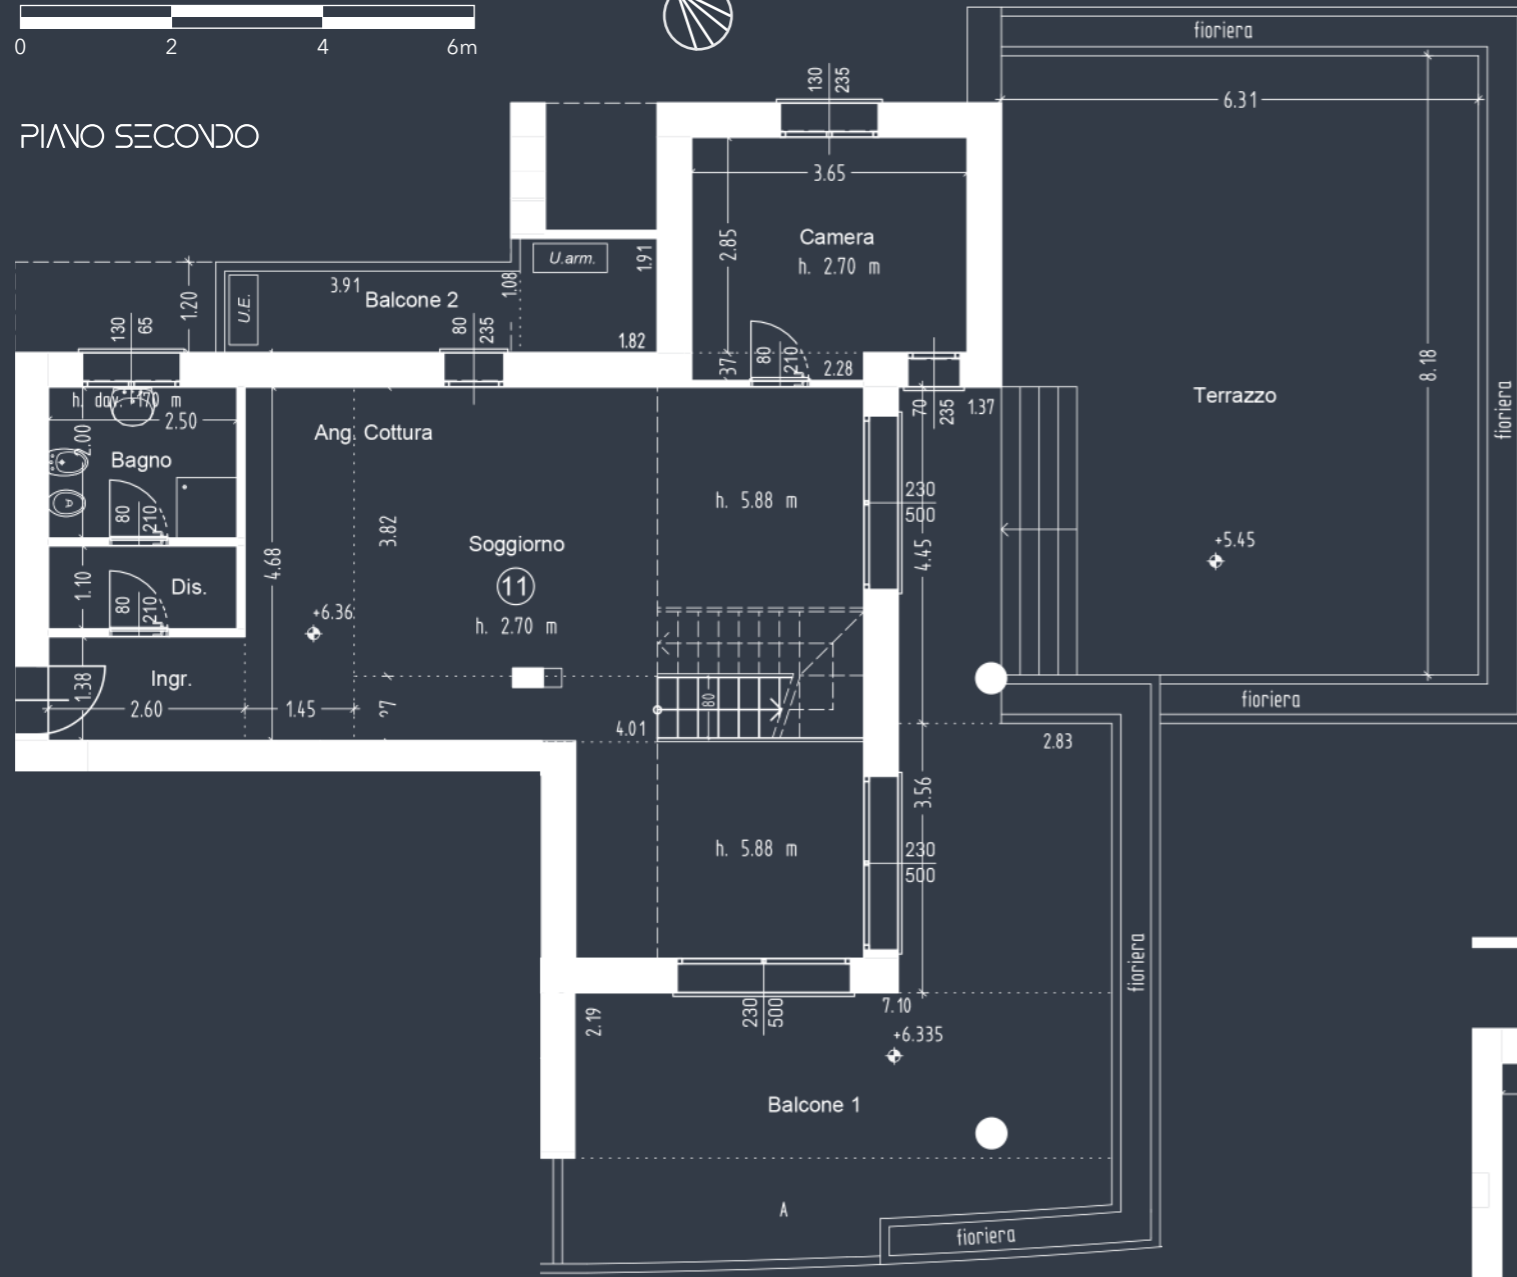 0 2 4 6m
PIANO SECONDO
fioriera
6.31
130 235
3.65
Camera
h. 2.70 m
2.85
U.arm.
1.91
1.08
3.91
Balcone 2
U.E.
1.20
130 65
80 235
1.82
37
80 210
2.28
70 235
1.37
Terrazzo
8.18
fioriera
2.50
2.00
Bagno
80 210
A
Ang. Cottura
h. 5.88 m
230
500
4.45
3.82
Soggiorno
11
h. 2.70 m
4.68
+5.45
1.10
Dis.
80 210
+6.36
Ingr.
1.38
2.60
1.45
80
4.01
fioriera
2.83
3.56
h. 5.88 m
230
500
fioriera
230 500
2.19
7.10
+6.335
Balcone 1
A
fioriera